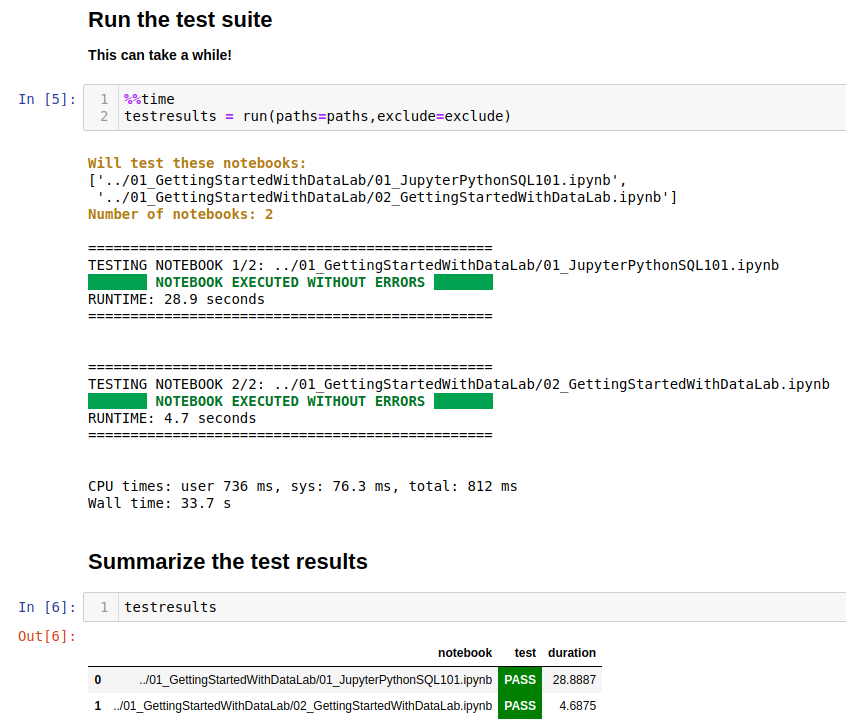 Run the test suite
This can take a while!
In [5]:
1 %%time
2 testresults = run(paths=paths,exclude=exclude)
Will test these notebooks:
['../01_GettingStartedWithDataLab/01_JupyterPythonSQL101.ipynb',
'../01_GettingStartedWithDataLab/02_GettingStartedWithDataLab.ipynb']
Number of notebooks: 2
================================================
TESTING NOTEBOOK 1/2: ../01_GettingStartedWithDataLab/01_JupyterPythonSQL101.ipynb
NOTEBOOK EXECUTED WITHOUT ERRORS
RUNTIME: 28.9 seconds
================================================
================================================
TESTING NOTEBOOK 2/2: ../01_GettingStartedWithDataLab/02_GettingStartedWithDataLab.ipynb
NOTEBOOK EXECUTED WITHOUT ERRORS
RUNTIME: 4.7 seconds
================================================
CPU times: user 736 ms, sys: 76.3 ms, total: 812 ms
Wall time: 33.7 s
Summarize the test results
In [6]:
1 testresults
Out[6]:
notebook test duration
0 ../01_GettingStartedWithDataLab/01_JupyterPythonSQL101.ipynb PASS 28.8887
1 ../01_GettingStartedWithDataLab/02_GettingStartedWithDataLab.ipynb PASS 4.6875